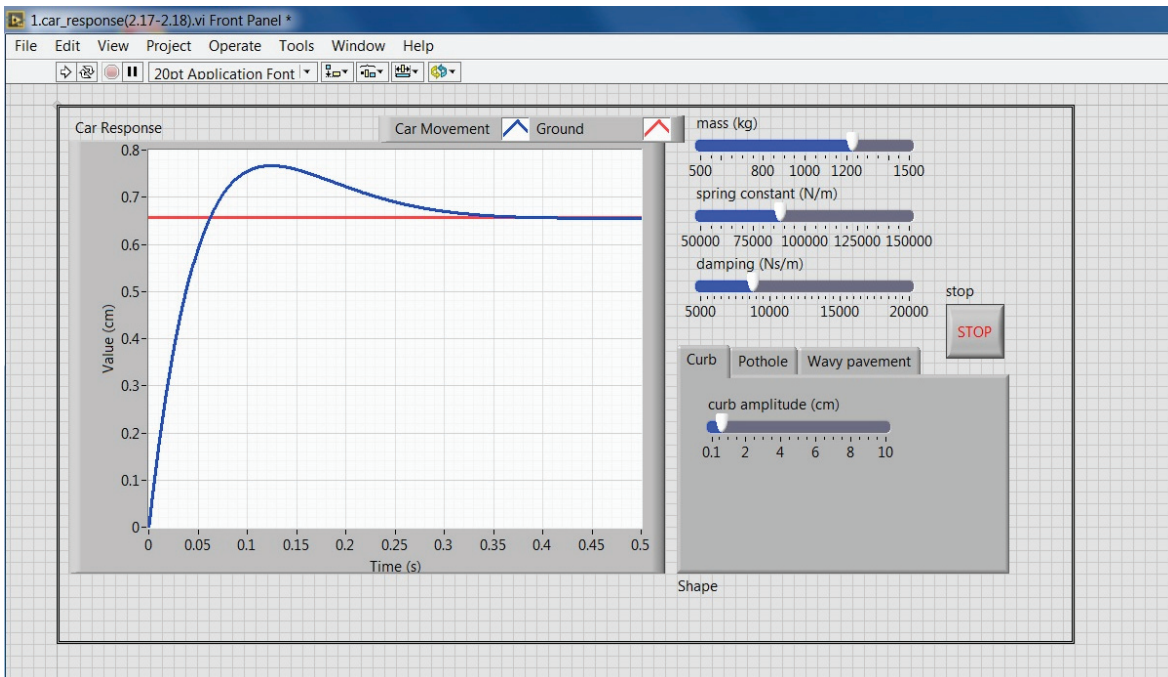 1.car_response(2.17-2.18).vi Front Panel *
File Edit View Project Operate Tools Window Help
20pt Application Font
Car Response
Car Movement Ground
Value (cm)
0.8
0.7
0.6
0.5
0.4
0.3
0.2
0.1
0
0 0.05 0.1 0.15 0.2 0.25 0.3 0.35 0.4 0.45 0.5
Time (s)
mass (kg)
500 800 1000 1200 1500
spring constant (N/m)
50000 75000 100000 125000 150000
damping (Ns/m)
5000 10000 15000 20000
stop
STOP
Curb Pothole Wavy pavement
curb amplitude (cm)
0.1 2 4 6 8 10
Shape